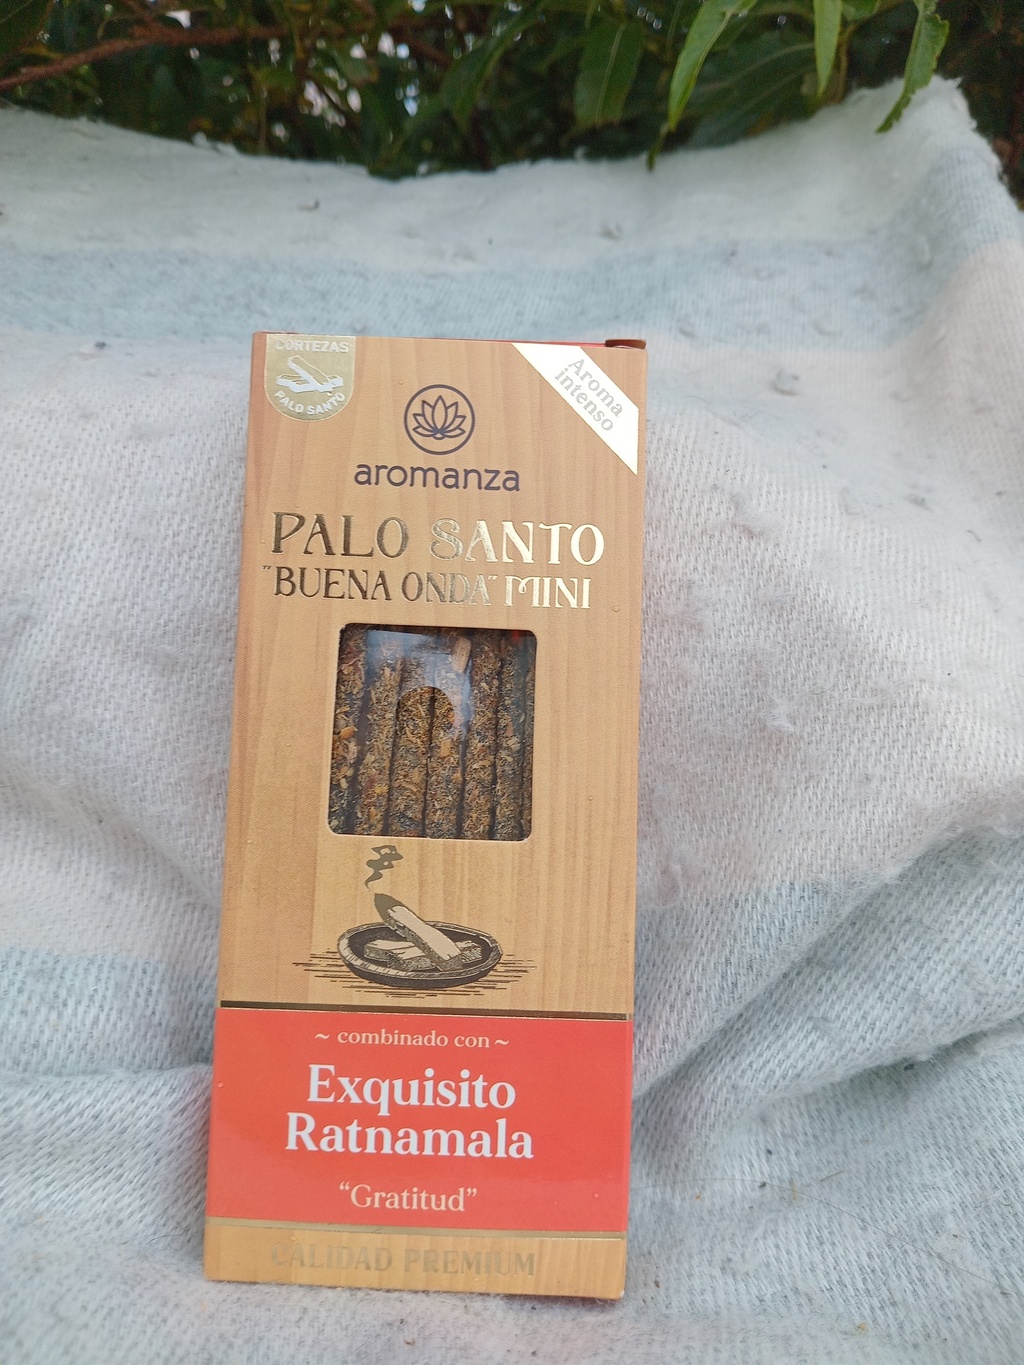 CORTEZAS
PALO SANTO
Aroma
intenso
aromanza
PALO SANTO
"BUENA ONDA" MINI
~ combinado con ~
Exquisito
Ratnamala
“Gratitud”
CALIDAD PREMIUM